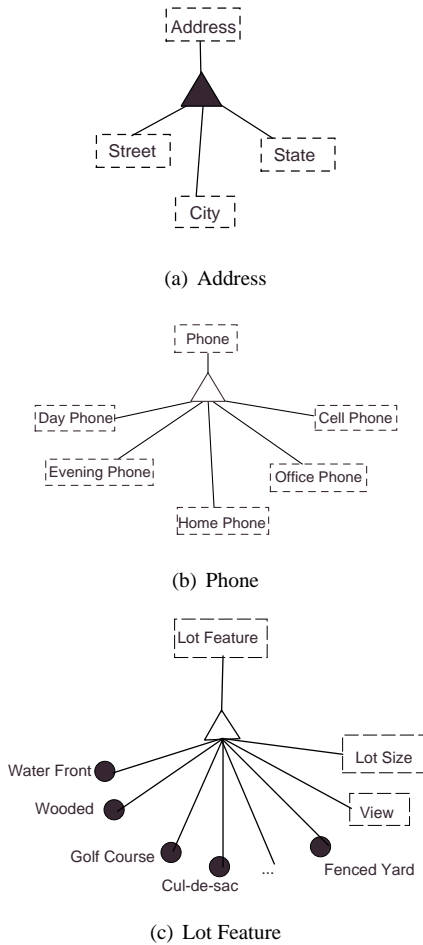 Address
Street
State
City
(a) Address
Phone
Day Phone
Cell Phone
Evening Phone
Office Phone
Home Phone
(b) Phone
Lot Feature
Lot Size
Water Front
Wooded
View
Golf Course
Cul-de-sac
...
Fenced Yard
(c) Lot Feature